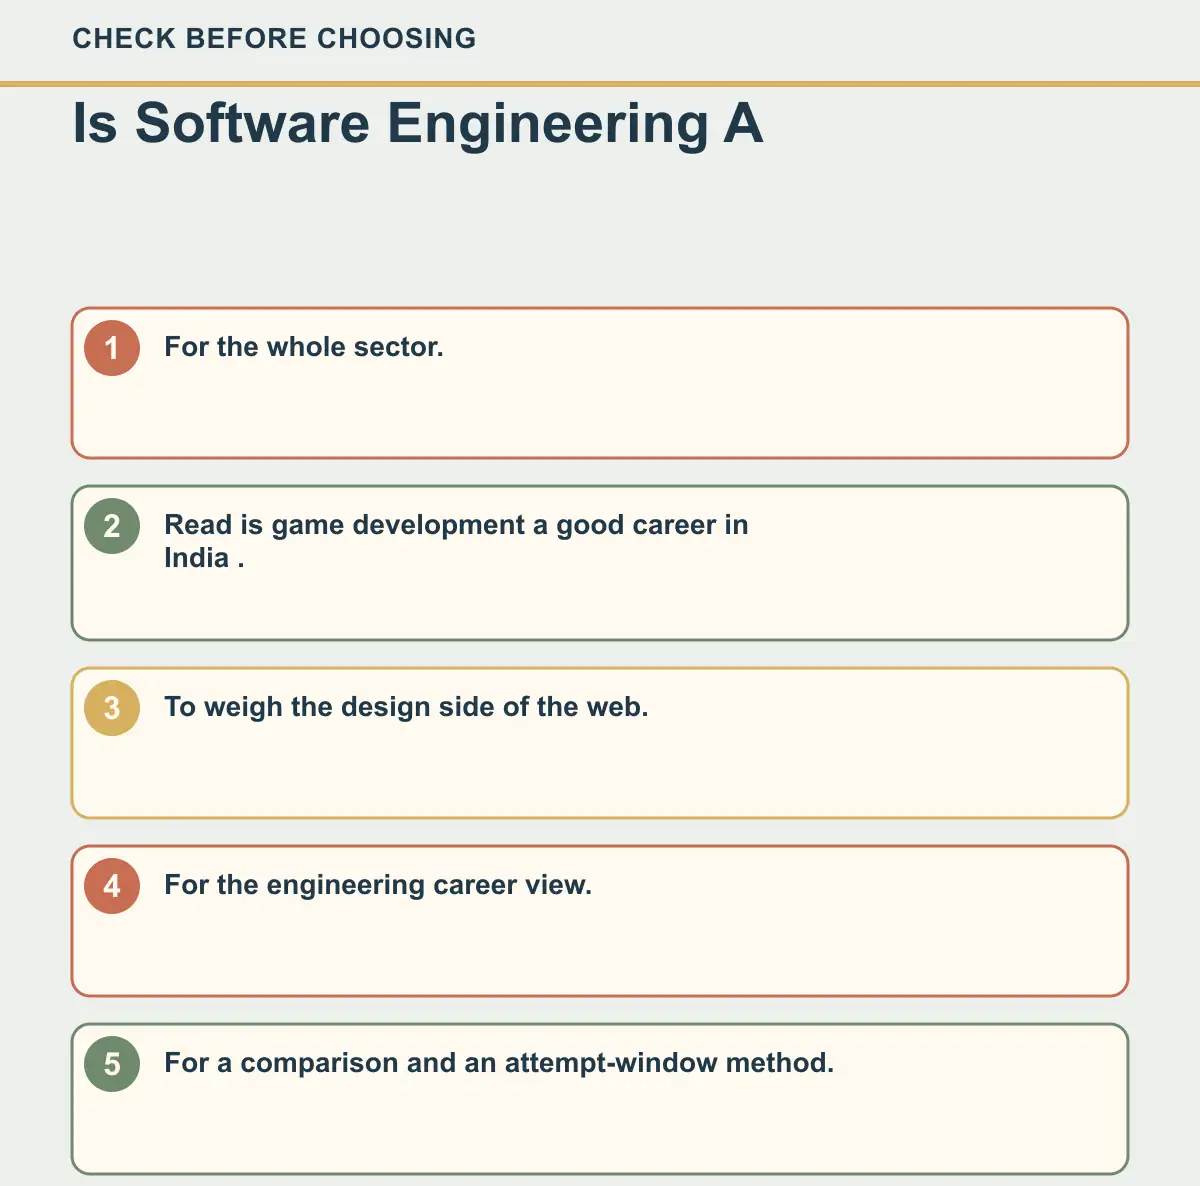 CHECK BEFORE CHOOSING
Is Software Engineering A
1
For the whole sector.
2
Read is game development a good career in
India .
3
To weigh the design side of the web.
4
For the engineering career view.
5
For a comparison and an attempt-window method.